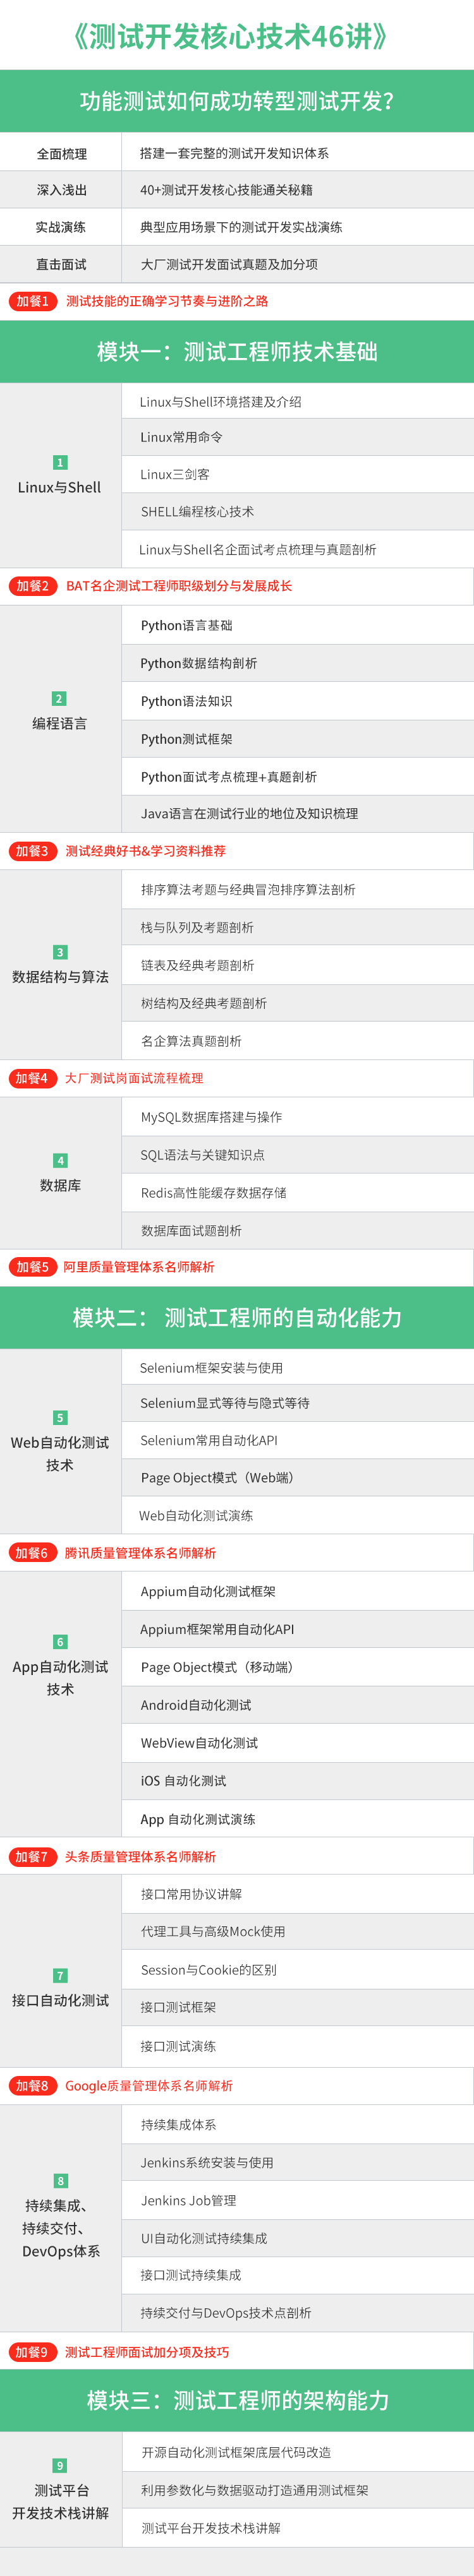 《测试开发核心技术46讲》
功能测试如何成功转型测试开发？
全面梳理 搭建一套完整的测试开发知识体系
深入浅出 40+测试开发核心技能通关秘籍
实战演练 典型应用场景下的测试开发实战演练
直击面试 大厂测试开发面试真题及加分项
加餐1 测试技能的正确学习节奏与进阶之路
模块一：测试工程师技术基础
1
Linux与Shell
Linux与Shell环境搭建及介绍
Linux常用命令
Linux三剑客
SHELL编程核心技术
Linux与Shell名企面试考点梳理与真题剖析
加餐2 BAT名企测试工程师职级划分与发展成长
2
编程语言
Python语言基础
Python数据结构剖析
Python语法知识
Python测试框架
Python面试考点梳理+真题剖析
Java语言在测试行业的地位及知识梳理
加餐3 测试经典好书&学习资料推荐
3
数据结构与算法
排序算法考题与经典冒泡排序算法剖析
栈与队列及考题剖析
链表及经典考题剖析
树结构及经典考题剖析
名企算法真题剖析
加餐4 大厂测试岗面试流程梳理
4
数据库
MySQL数据库搭建与操作
SQL语法与关键知识点
Redis高性能缓存数据存储
数据库面试题剖析
加餐5 阿里质量管理体系名师解析
模块二： 测试工程师的自动化能力
5
Web自动化测试
技术
Selenium框架安装与使用
Selenium显式等待与隐式等待
Selenium常用自动化API
Page Object模式（Web端）
Web自动化测试演练
加餐6 腾讯质量管理体系名师解析
6
App自动化测试
技术
Appium自动化测试框架
Appium框架常用自动化API
Page Object模式（移动端）
Android自动化测试
WebView自动化测试
iOS 自动化测试
App 自动化测试演练
加餐7 头条质量管理体系名师解析
7
接口自动化测试
接口常用协议讲解
代理工具与高级Mock使用
Session与Cookie的区别
接口测试框架
接口测试演练
加餐8 Google质量管理体系名师解析
8
持续集成、
持续交付、
DevOps体系
持续集成体系
Jenkins系统安装与使用
Jenkins Job管理
UI自动化测试持续集成
接口测试持续集成
持续交付与DevOps技术点剖析
加餐9 测试工程师面试加分项及技巧
模块三：测试工程师的架构能力
9
测试平台
开发技术栈讲解
开源自动化测试框架底层代码改造
利用参数化与数据驱动打造通用测试框架
测试平台开发技术栈讲解